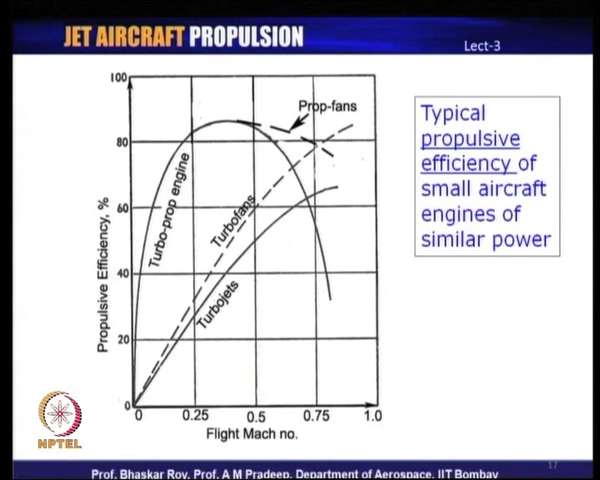 JET AIRCRAFT PROPULSION
Lect-3
100
80
60
40
20
0
Propulsive Efficiency, %
Turbo-prop engine
Turbofans
Turbojets
Prop-fans
0 0.25 0.5 0.75 1.0
Flight Mach no.
Typical
propulsive
efficiency of
small aircraft
engines of
similar power
NPTEL
17
Prof. Bhaskar Roy, Prof. A M Pradeep, Department of Aerospace, IIT Bombay